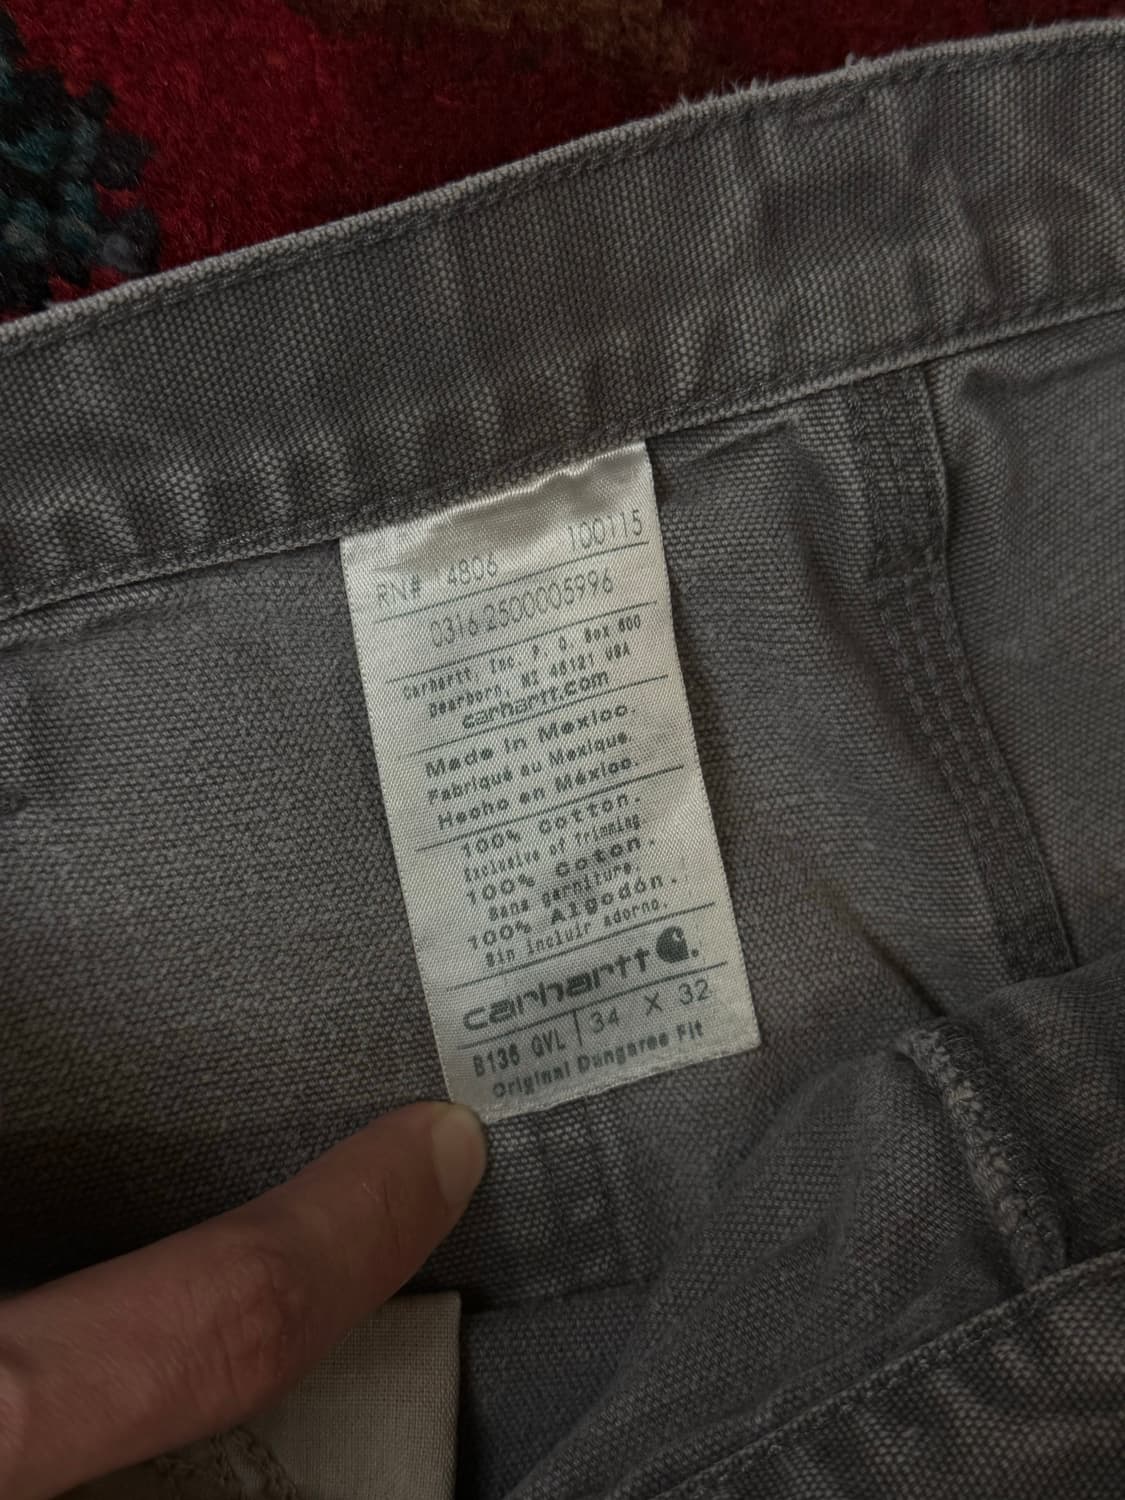 RN# 14806 100115
0316 2500005996
Carhartt, Inc. P. O. Box 600
Dearborn, MI 48121 USA
carhartt.com
Made in Mexico.
Fabriqué au Mexique.
Hecho en México.
100% Cotton.
Exclusive of Trimming
100% Coton.
Sans garniture.
100% Algodón.
Sin incluir adorno.
carhartt
B136 GVL 34 X 32
Original Dungaree Fit